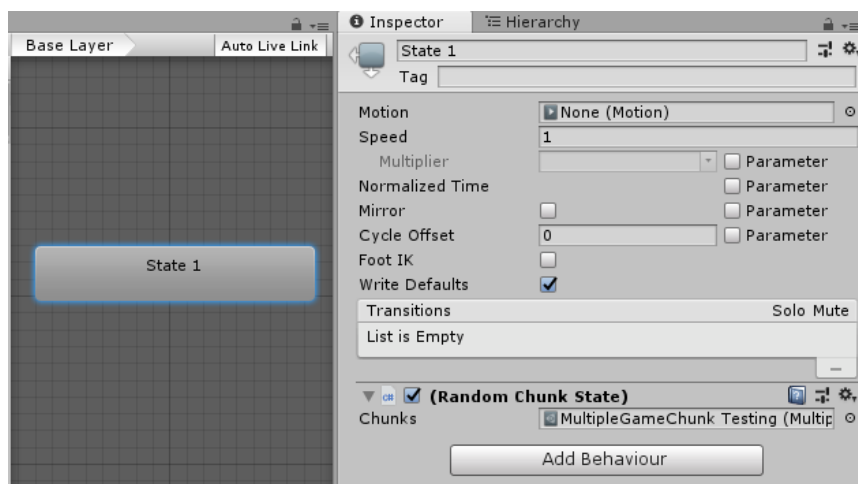 Base Layer
Auto Live Link
State 1
Inspector
Hierarchy
State 1
Tag
Motion
None (Motion)
Speed
1
Multiplier
Parameter
Normalized Time
Parameter
Mirror
Parameter
Cycle Offset
0
Parameter
Foot IK
Write Defaults
Transitions
Solo Mute
List is Empty
(Random Chunk State)
Chunks
MultipleGameChunk Testing (Multip
Add Behaviour